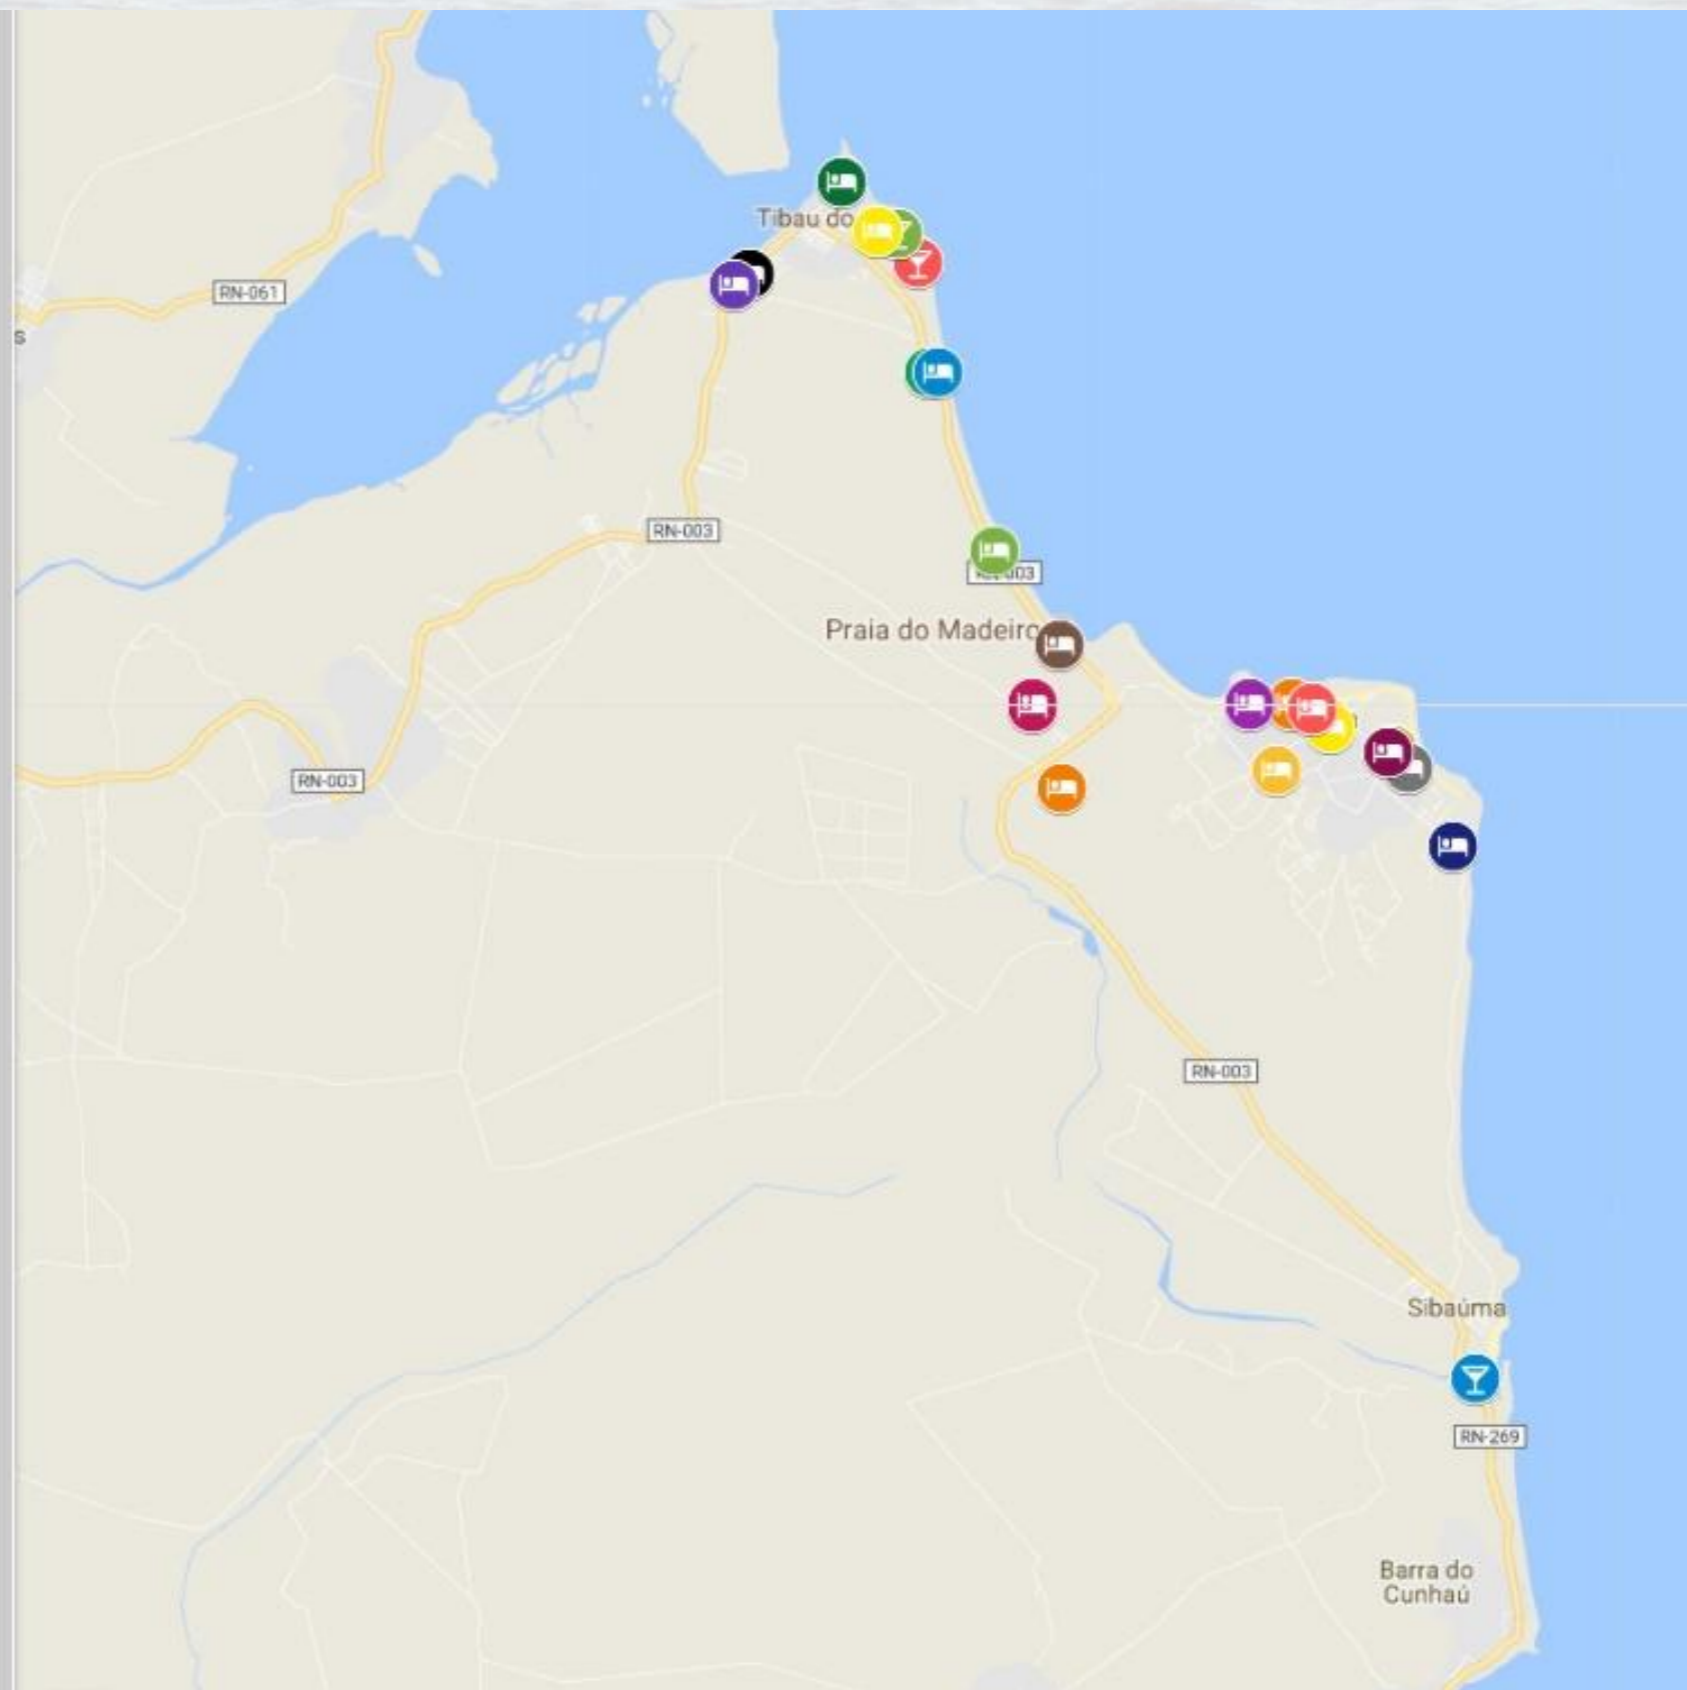 Tibau do
RN-061
s
RN-003
003
Praia do Madeiro
RN-003
RN-003
Sibaúma
RN-269
Barra do
Cunhaú